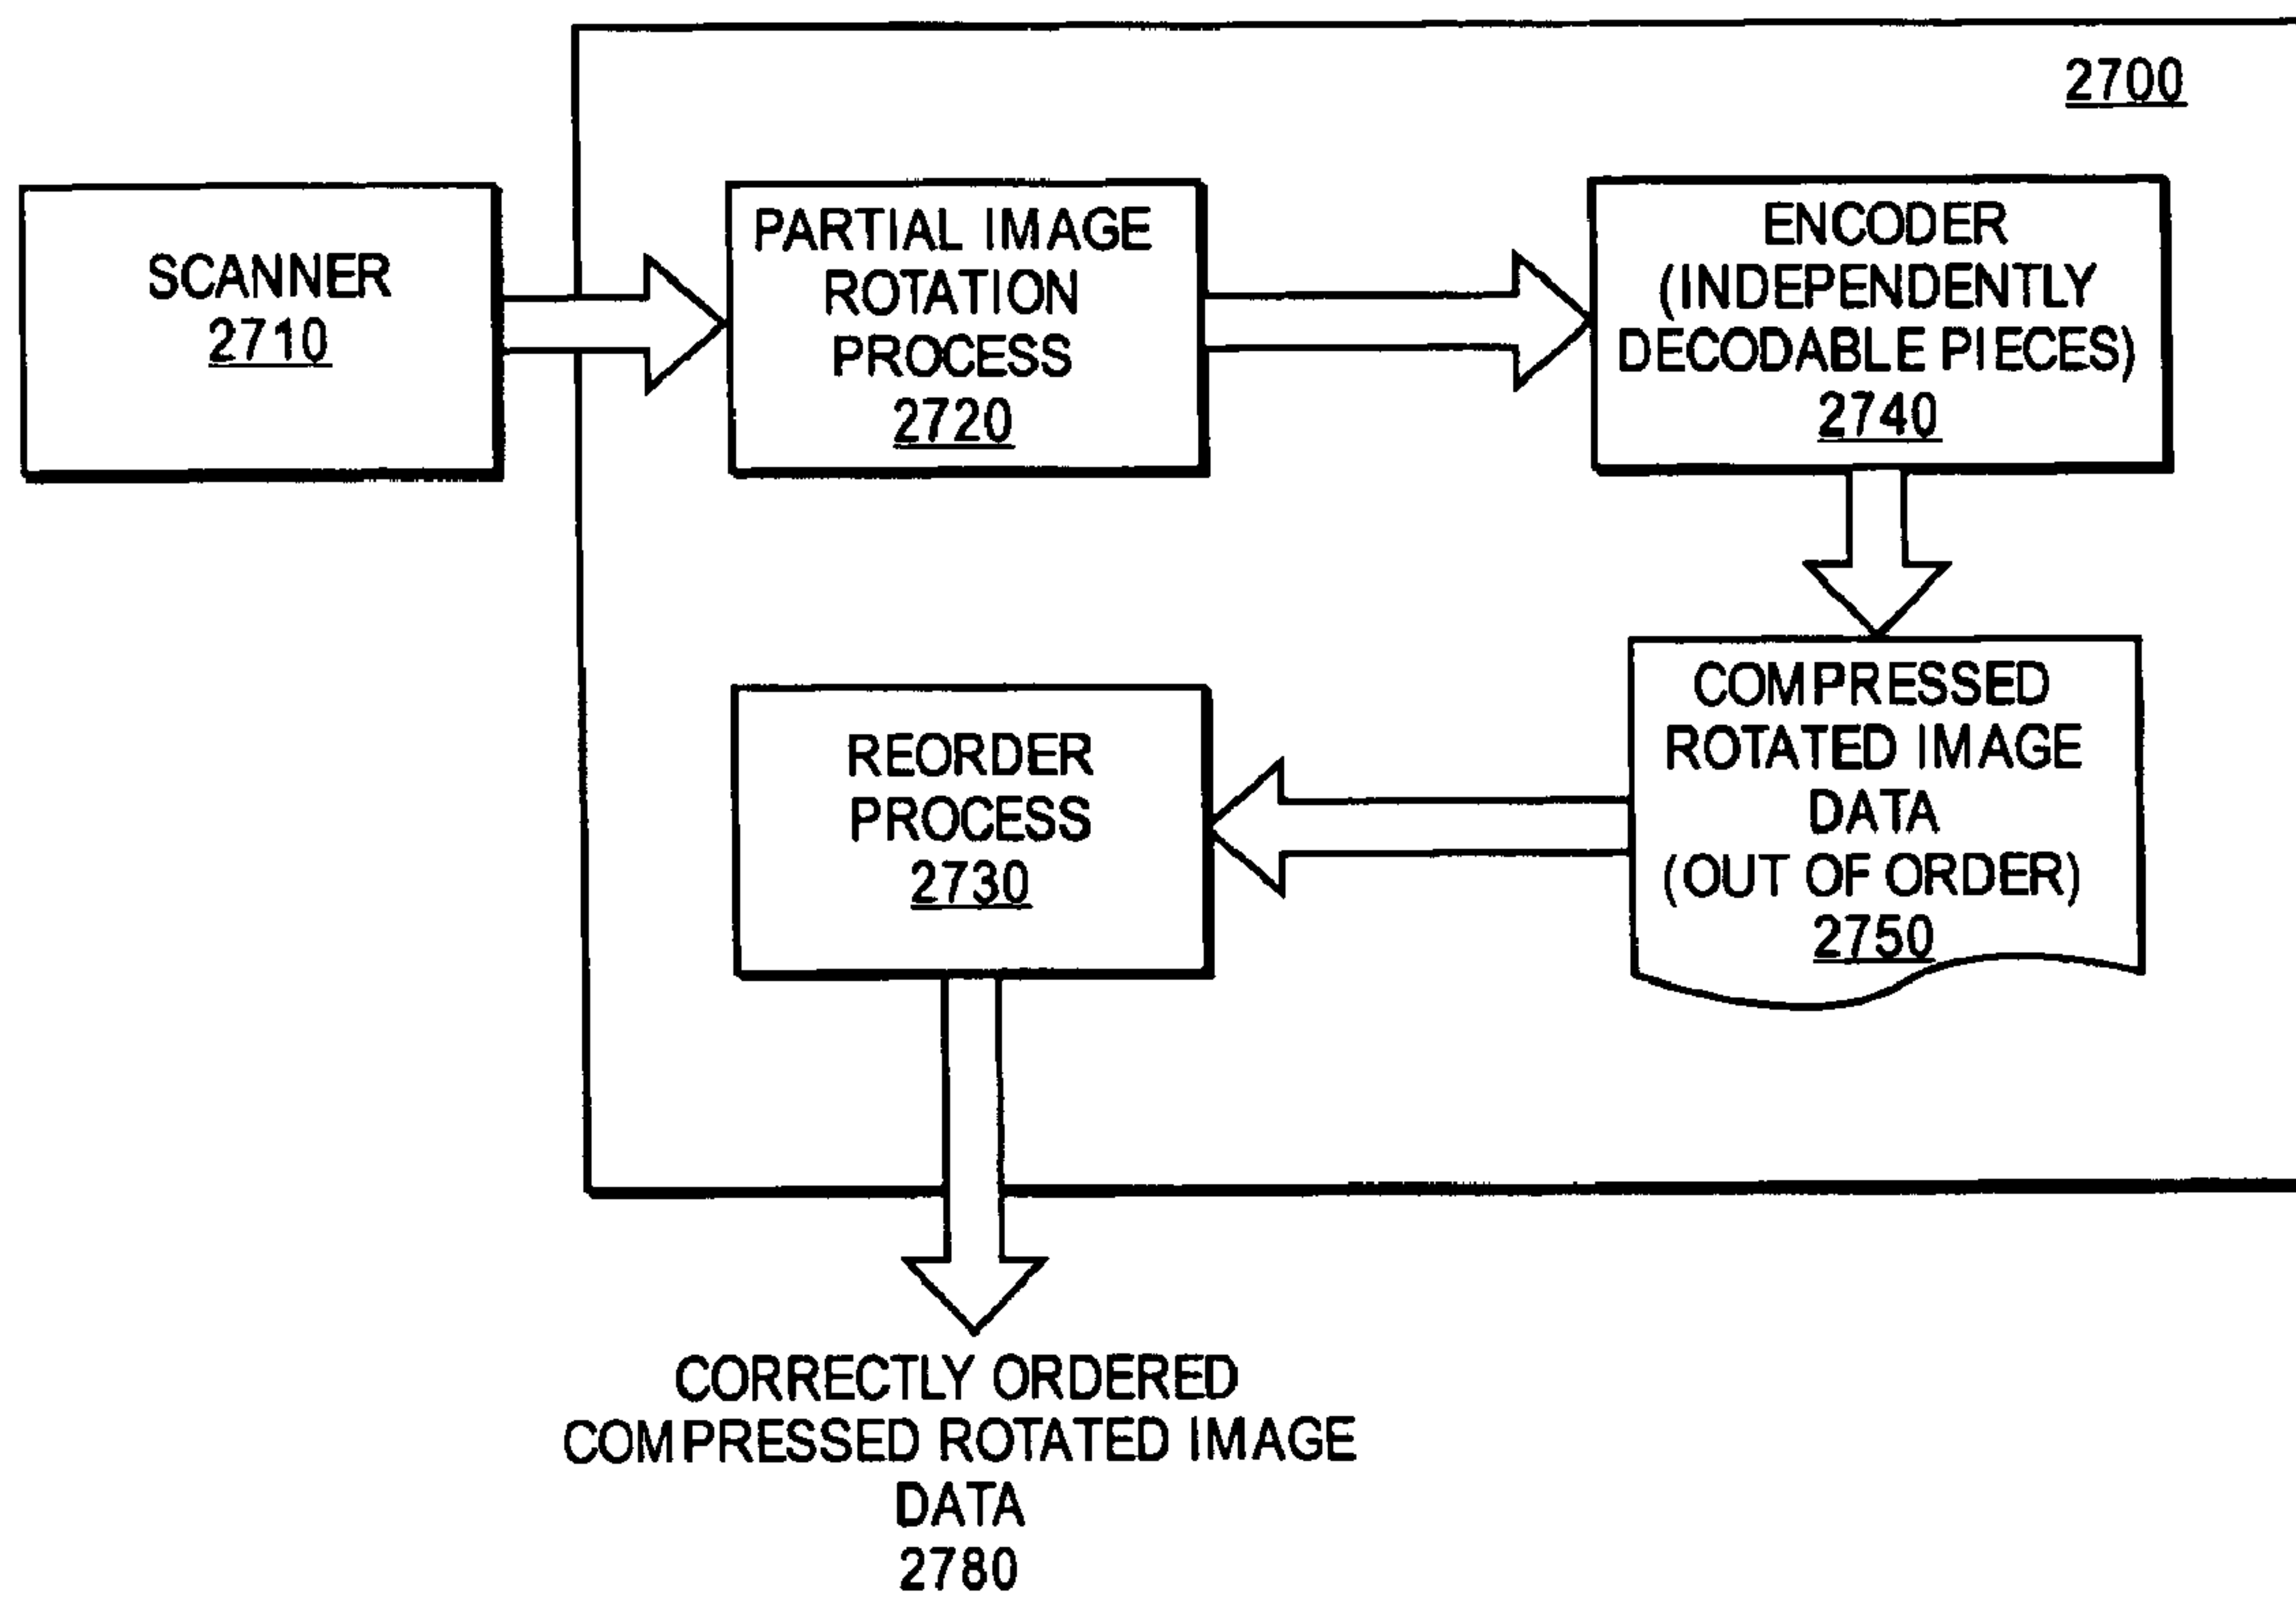 2700
SCANNER
2710
PARTIAL IMAGE
ROTATION
PROCESS
2720
ENCODER
(INDEPENDENTLY
DECODABLE PIECES)
2740
COMPRESSED
ROTATED IMAGE
DATA
(OUT OF ORDER)
2750
REORDER
PROCESS
2730
CORRECTLY ORDERED
COMPRESSED ROTATED IMAGE
DATA
2780